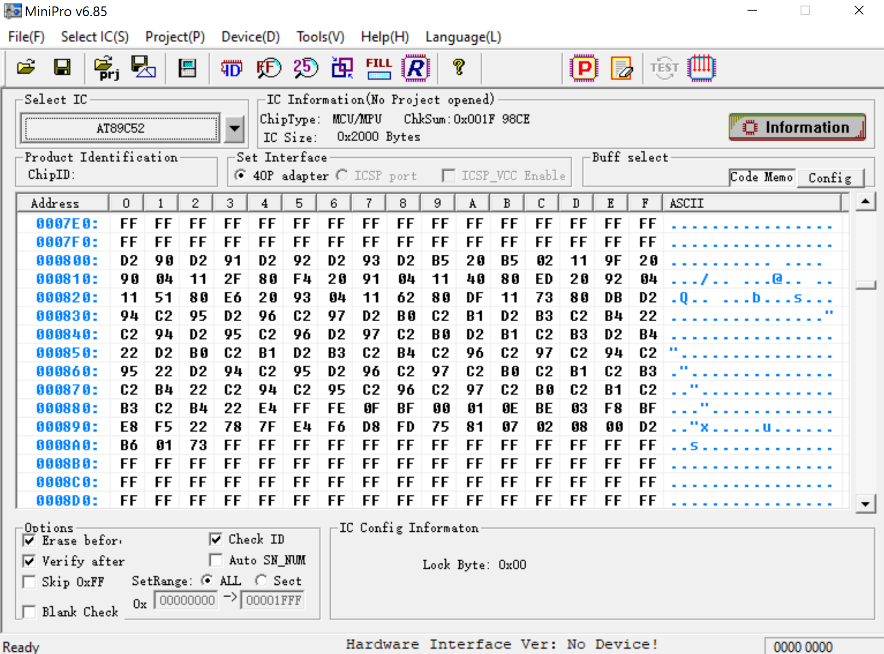 MiniPro v6.85
File(F) Select IC(S) Project(P) Device(D) Tools(V) Help(H) Language(L)
prj ID FF 25 FILL R ? P TEST
Select IC
AT89C52
IC Information(No Project opened)
ChipType: MCU/MPU ChkSum:0x001F 98CE
IC Size: 0x2000 Bytes
Information
Product Identification
ChipID:
Set Interface
40P adapter ICSP port ICSP_VCC Enable
Buff select
Code Memo Config
Address 0 1 2 3 4 5 6 7 8 9 A B C D E F ASCII
0007E0: FF FF FF FF FF FF FF FF FF FF FF FF FF FF FF FF ................
0007F0: FF FF FF FF FF FF FF FF FF FF FF FF FF FF FF FF ................
000800: D2 90 D2 91 D2 92 D2 93 D2 B5 20 B5 02 11 9F 20 .......... .... 
000810: 90 04 11 2F 80 F4 20 91 04 11 40 80 ED 20 92 04 .../.. ...@.. ..
000820: 11 51 80 E6 20 93 04 11 62 80 DF 11 73 80 DB D2 .Q.. ...b...s...
000830: 94 C2 95 D2 96 C2 97 D2 B0 C2 B1 D2 B3 C2 B4 22 ..............."
000840: C2 94 D2 95 C2 96 D2 97 C2 B0 D2 B1 C2 B3 D2 B4 ................
000850: 22 D2 B0 C2 B1 D2 B3 C2 B4 C2 96 C2 97 C2 94 C2 "...............
000860: 95 22 D2 94 C2 95 D2 96 C2 97 C2 B0 C2 B1 C2 B3 ."..............
000870: C2 B4 22 C2 94 C2 95 C2 96 C2 97 C2 B0 C2 B1 C2 ..".............
000880: B3 C2 B4 22 E4 FF FE 0F BF 00 01 0E BE 03 F8 BF ..."............
000890: E8 F5 22 78 7F E4 F6 D8 FD 75 81 07 02 08 00 D2 .."x.....u......
0008A0: B6 01 73 FF FF FF FF FF FF FF FF FF FF FF FF FF ..s.............
0008B0: FF FF FF FF FF FF FF FF FF FF FF FF FF FF FF FF ................
0008C0: FF FF FF FF FF FF FF FF FF FF FF FF FF FF FF FF ................
0008D0: FF FF FF FF FF FF FF FF FF FF FF FF FF FF FF FF ................
Options
Erase befor Check ID
Verify after Auto SN_NUM
Skip 0xFF SetRange: ALL Sect
Blank Check 0x 00000000 -> 00001FFF
IC Config Informaton
Lock Byte: 0x00
Ready Hardware Interface Ver: No Device! 0000 0000